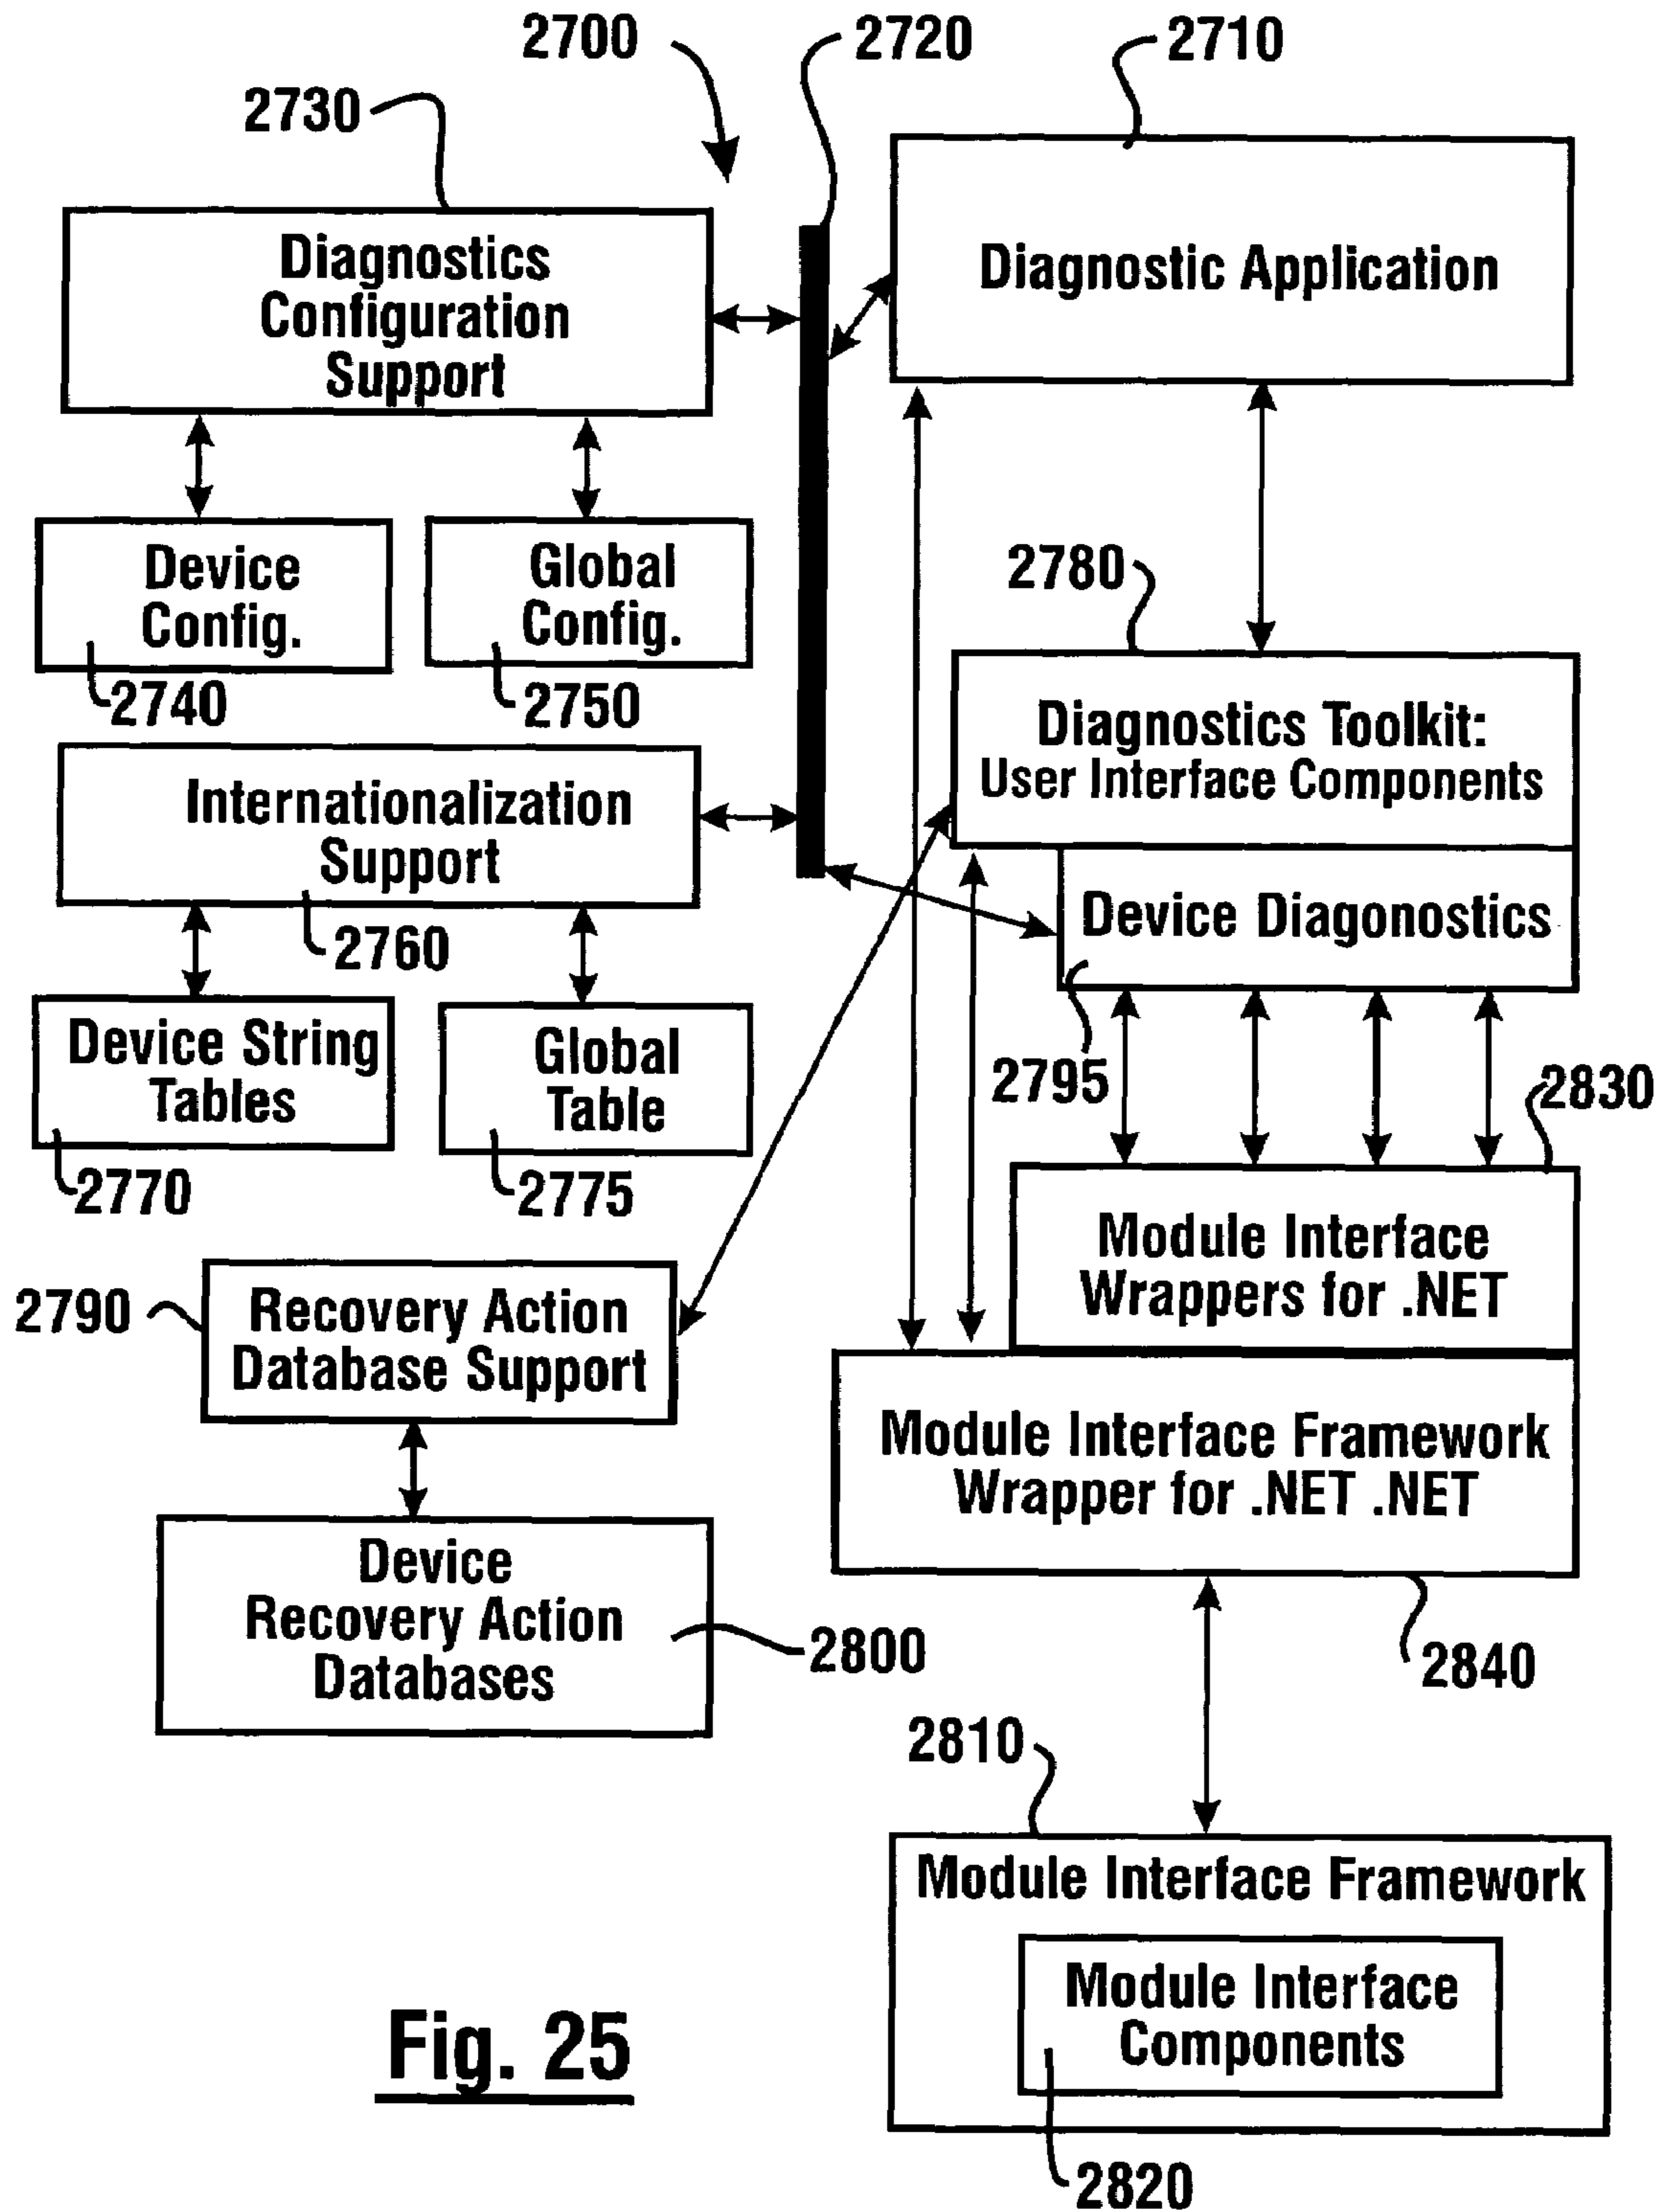 2700
2720
2710
2730
Diagnostics
Configuration
Support
Diagnostic Application
Device
Config.
Global
Config.
2740
2750
2780
Diagnostics Toolkit:
User Interface Components
Internationalization
Support
2760
Device Diagonostics
2795
Device String
Tables
Global
Table
2770
2775
2830
Module Interface
Wrappers for .NET
2790
Recovery Action
Database Support
Module Interface Framework
Wrapper for .NET .NET
Device
Recovery Action
Databases
2800
2840
2810
Module Interface Framework
Module Interface
Components
2820
Fig. 25